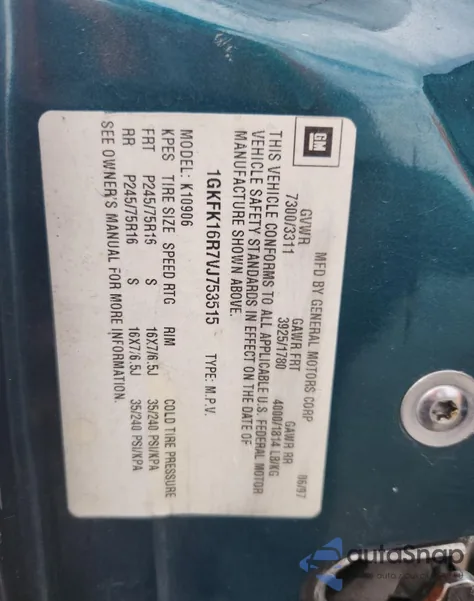 GM
MFD BY GENERAL MOTORS CORP
06/97
GVWR GAWR FRT GAWR RR
7300/3311 3925/1780 4000/1814 LB/KG
THIS VEHICLE CONFORMS TO ALL APPLICABLE U.S. FEDERAL MOTOR
VEHICLE SAFETY STANDARDS IN EFFECT ON THE DATE OF
MANUFACTURE SHOWN ABOVE.
1GKFK16R7VJ753515 TYPE: M.P.V.
MODEL: K10906
KPES TIRE SIZE SPEED RTG RIM COLD TIRE PRESSURE
FRT P245/75R16 S 16X7/6.5J 35/240 PSI/KPA
RR P245/75R16 S 16X7/6.5J 35/240 PSI/KPA
SEE OWNER'S MANUAL FOR MORE INFORMATION.
autoSnap